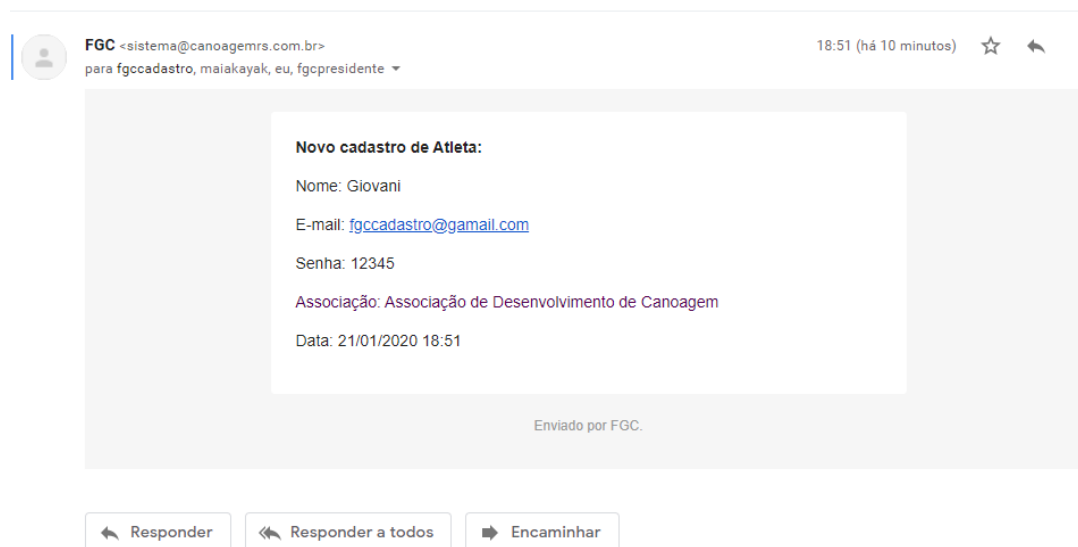 FGC <sistema@canoagemrs.com.br> 18:51 (há 10 minutos)
para fgccadastro, maiakayak, eu, fgcpresidente
Novo cadastro de Atleta:
Nome: Giovani
E-mail: fgccadastro@gamail.com
Senha: 12345
Associação: Associação de Desenvolvimento de Canoagem
Data: 21/01/2020 18:51
Enviado por FGC.
Responder Responder a todos Encaminhar